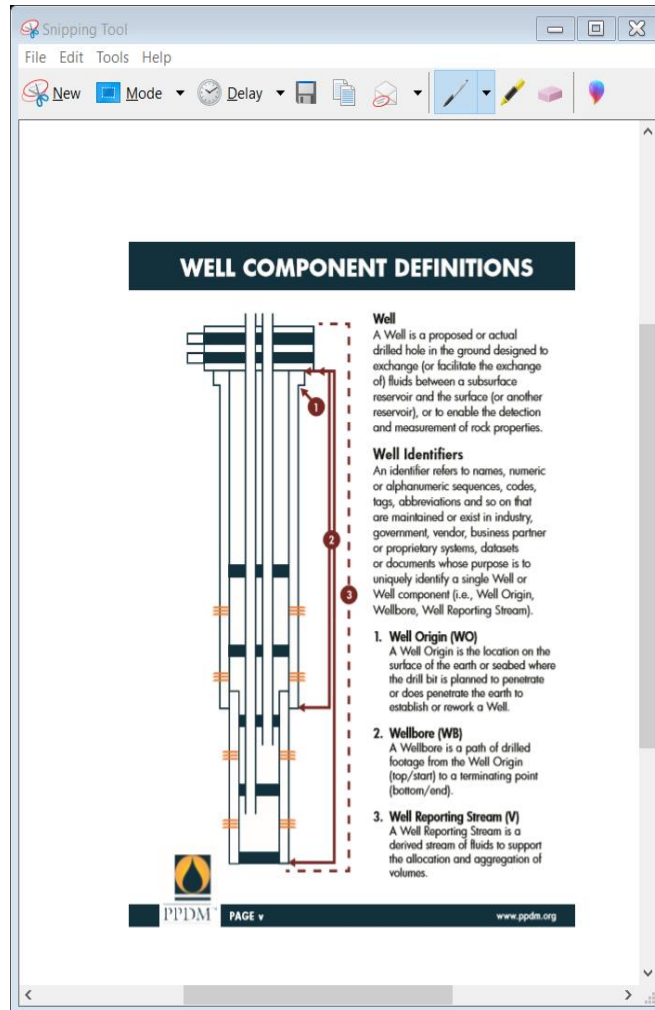 Snipping Tool
File Edit Tools Help
New Mode Delay
WELL COMPONENT DEFINITIONS
Well
A Well is a proposed or actual
drilled hole in the ground designed to
exchange (or facilitate the exchange
of) fluids between a subsurface
reservoir and the surface (or another
reservoir), or to enable the detection
and measurement of rock properties.
Well Identifiers
An identifier refers to names, numeric
or alphanumeric sequences, codes,
tags, abbreviations and so on that
are maintained or exist in industry,
government, vendor, business partner
or proprietary systems, datasets
or documents whose purpose is to
uniquely identify a single Well or
Well component (i.e., Well Origin,
Wellbore, Well Reporting Stream).
1. Well Origin (WO)
A Well Origin is the location on the
surface of the earth or seabed where
the drill bit is planned to penetrate
or does penetrate the earth to
establish or rework a Well.
2. Wellbore (WB)
A Wellbore is a path of drilled
footage from the Well Origin
(top/start) to a terminating point
(bottom/end).
3. Well Reporting Stream (V)
A Well Reporting Stream is a
derived stream of fluids to support
the allocation and aggregation of
volumes.
1
2
3
PPDM™ PAGE v www.ppdm.org